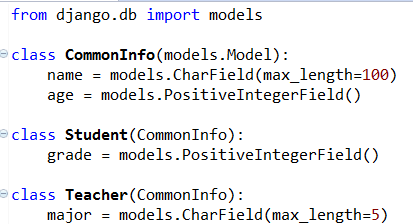 from django.db import models
class CommonInfo(models.Model):
    name = models.CharField(max_length=100)
    age = models.PositiveIntegerField()
class Student(CommonInfo):
    grade = models.PositiveIntegerField()
class Teacher(CommonInfo):
    major = models.CharField(max_length=5)